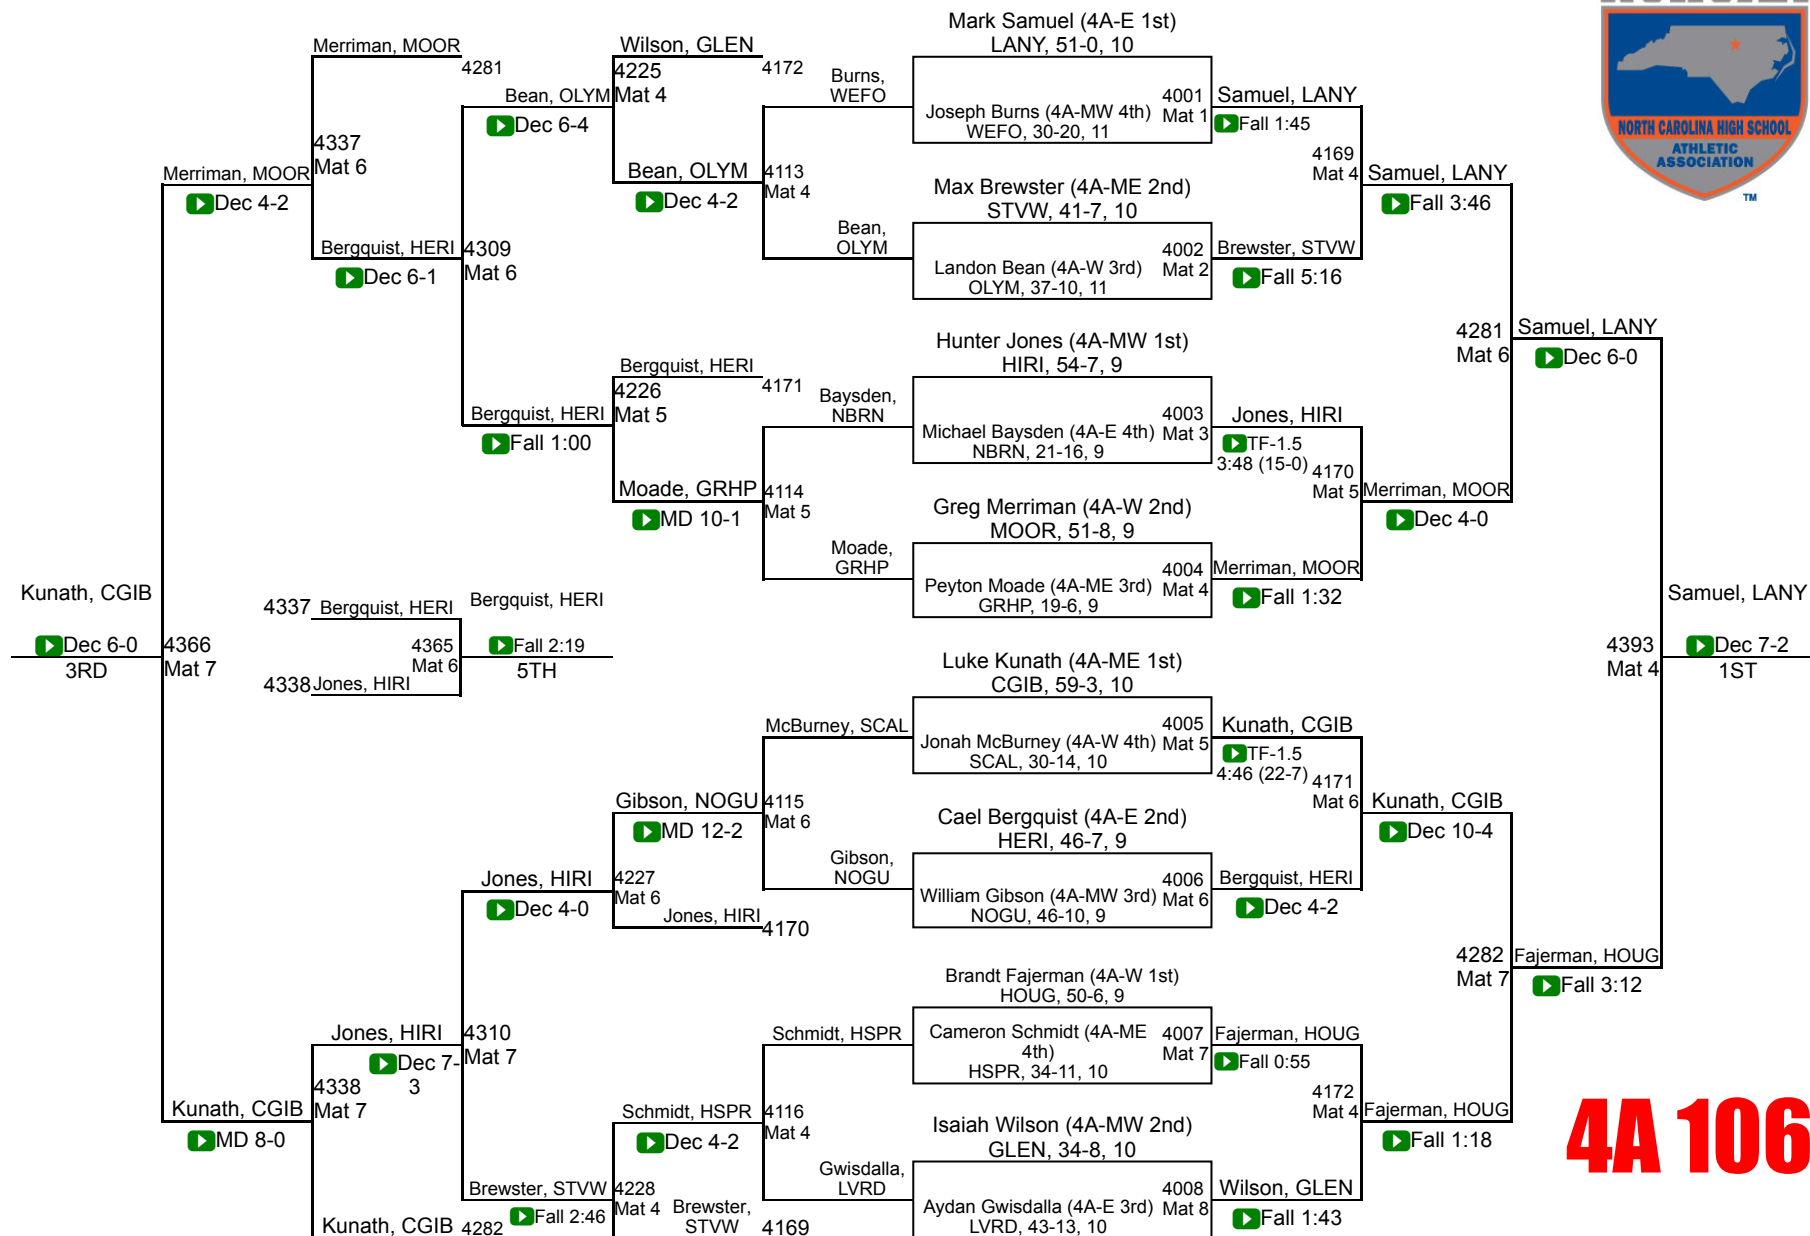 Mark Samuel (4A-E 1st)
LANY, 51-0, 10
Merriman, MOOR
4281
Wilson, GLEN
4225
Mat 4
4172
Burns,
WEFO
Joseph Burns (4A-MW 4th)
WEFO, 30-20, 11
4001
Mat 1
Samuel, LANY
Fall 1:45
Bean, OLYM
Dec 6-4
NORTH CAROLINA HIGH SCHOOL
ATHLETIC
ASSOCIATION
TM
4337
Mat 6
Merriman, MOOR
Dec 4-2
Bean, OLYM
Dec 4-2
4113
Mat 4
4169
Mat 4
Samuel, LANY
Fall 3:46
Max Brewster (4A-ME 2nd)
STVW, 41-7, 10
Bean,
OLYM
Landon Bean (4A-W 3rd)
OLYM, 37-10, 11
4002
Mat 2
Brewster, STVW
Fall 5:16
Bergquist, HERI
Dec 6-1
4309
Mat 6
Hunter Jones (4A-MW 1st)
HIRI, 54-7, 9
4281
Mat 6
Samuel, LANY
Dec 6-0
Bergquist, HERI
4226
Mat 5
4171
Baysden,
NBRN
Michael Baysden (4A-E 4th)
NBRN, 21-16, 9
4003
Mat 3
Jones, HIRI
TF-1.5
3:48 (15-0)
Bergquist, HERI
Fall 1:00
4170
Mat 5
Merriman, MOOR
Dec 4-0
Moade, GRHP
MD 10-1
4114
Mat 5
Greg Merriman (4A-W 2nd)
MOOR, 51-8, 9
Moade,
GRHP
Peyton Moade (4A-ME 3rd)
GRHP, 19-6, 9
4004
Mat 4
Merriman, MOOR
Fall 1:32
Kunath, CGIB
Dec 6-0
3RD
4366
Mat 7
4337
Bergquist, HERI
4365
Mat 6
4338
Jones, HIRI
Bergquist, HERI
Fall 2:19
5TH
Samuel, LANY
4393
Mat 4
Dec 7-2
1ST
Luke Kunath (4A-ME 1st)
CGIB, 59-3, 10
McBurney, SCAL
Jonah McBurney (4A-W 4th)
SCAL, 30-14, 10
4005
Mat 5
Kunath, CGIB
TF-1.5
4:46 (22-7)
4171
Mat 6
Kunath, CGIB
Dec 10-4
Gibson, NOGU
MD 12-2
4115
Mat 6
Cael Bergquist (4A-E 2nd)
HERI, 46-7, 9
Gibson,
NOGU
William Gibson (4A-MW 3rd)
NOGU, 46-10, 9
4006
Mat 6
Bergquist, HERI
Dec 4-2
Jones, HIRI
Dec 4-0
4227
Mat 6
Jones, HIRI
4170
4282
Mat 7
Fajerman, HOUG
Fall 3:12
Brandt Fajerman (4A-W 1st)
HOUG, 50-6, 9
Schmidt, HSPR
Cameron Schmidt (4A-ME
4th)
HSPR, 34-11, 10
4007
Mat 7
Fajerman, HOUG
Fall 0:55
Jones, HIRI
Dec 7-
3
4310
Mat 7
4338
Mat 7
Kunath, CGIB
MD 8-0
Schmidt, HSPR
Dec 4-2
4116
Mat 4
4172
Mat 4
Fajerman, HOUG
Fall 1:18
4A 106
Isaiah Wilson (4A-MW 2nd)
GLEN, 34-8, 10
Gwisdalla,
LVRD
Aydan Gwisdalla (4A-E 3rd)
LVRD, 43-13, 10
4008
Mat 8
Wilson, GLEN
Fall 1:43
Brewster, STVW
Fall 2:46
4228
Mat 4
Brewster,
STVW
4169
Kunath, CGIB
4282